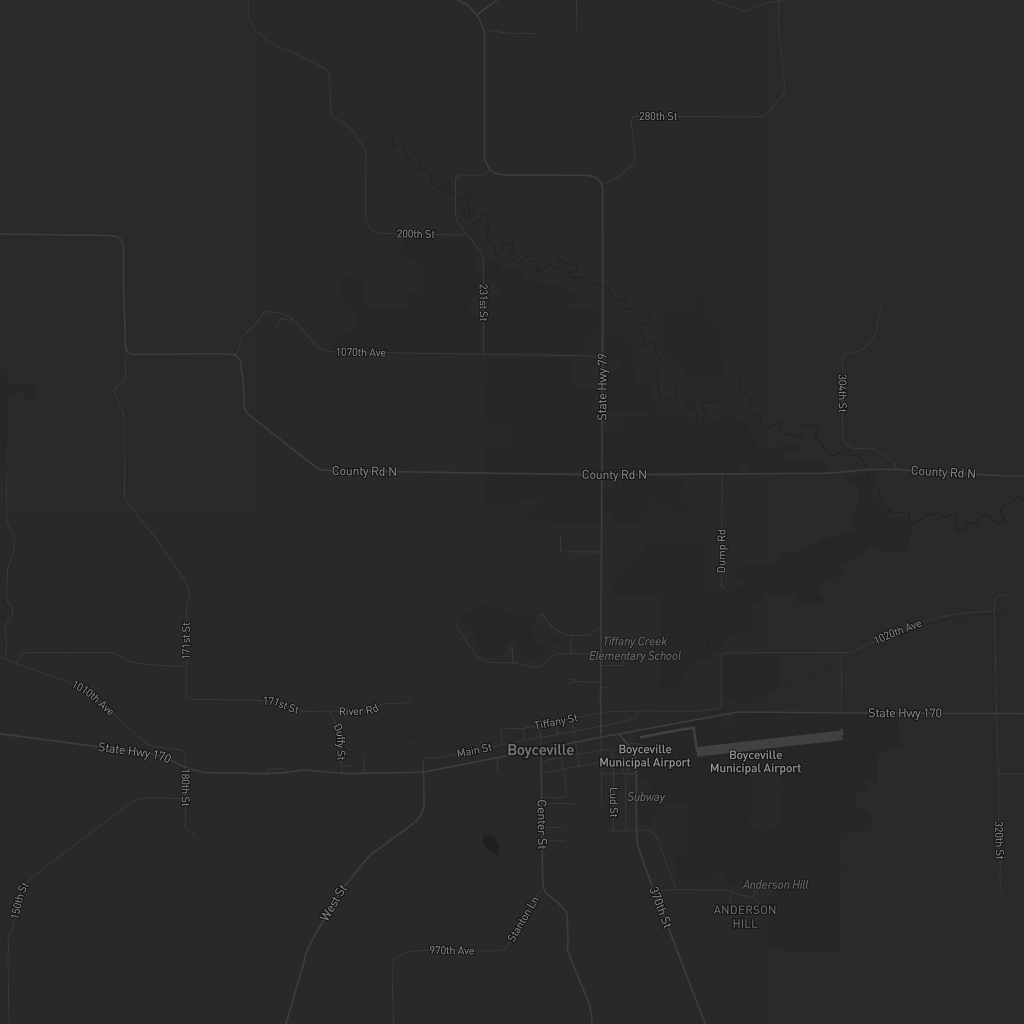 280th St
200th St
231st St
1070th Ave
State Hwy 79
304th St
County Rd N
County Rd N
County Rd N
Dump Rd
171st St
Tiffany Creek
Elementary School
1020th Ave
1010th Ave
171st St
River Rd
Duffy St
Tiffany St
State Hwy 170
State Hwy 170
Main St
Boyceville
Boyceville
Municipal Airport
Boyceville
Municipal Airport
180th St
Lud St
Subway
Center St
320th St
150th St
West St
Stanton Ln
370th St
Anderson Hill
ANDERSON
HILL
970th Ave